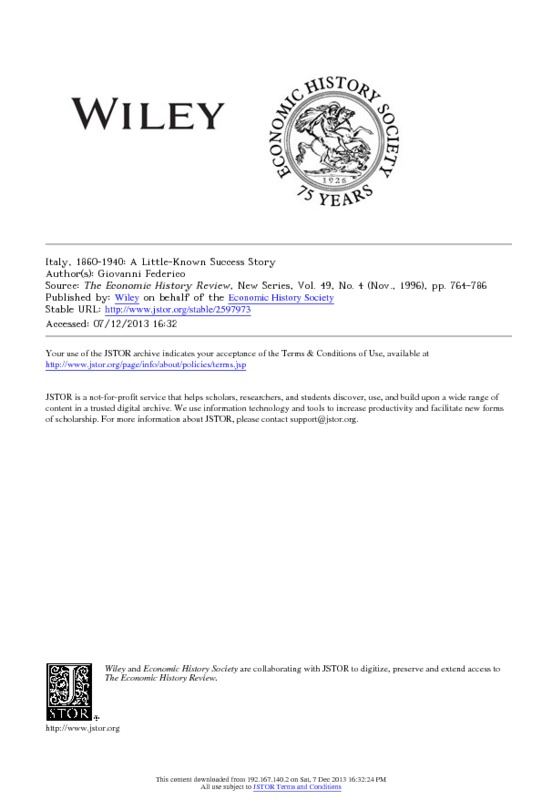 WILEY
ECONOMIC HISTORY SOCIETY
1926
75 YEARS
Italy, 1860-1940: A Little-Known Success Story
Author(s): Giovanni Federico
Source: The Economic History Review, New Series, Vol. 49, No. 4 (Nov., 1996), pp. 764-786
Published by: Wiley on behalf of the Economic History Society
Stable URL: http://www.jstor.org/stable/2597973
Accessed: 07/12/2013 16:32
Your use of the JSTOR archive indicates your acceptance of the Terms & Conditions of Use, available at
http://www.jstor.org/page/info/about/policies/terms.jsp
JSTOR is a not-for-profit service that helps scholars, researchers, and students discover, use, and build upon a wide range of
content in a trusted digital archive. We use information technology and tools to increase productivity and facilitate new forms
of scholarship. For more information about JSTOR, please contact support@jstor.org.
Wiley and Economic History Society are collaborating with JSTOR to digitize, preserve and extend access to
The Economic History Review.
JSTOR
http://www.jstor.org
This content downloaded from 192.167.140.2 on Sat, 7 Dec 2013 16:32:24 PM
All use subject to JSTOR Terms and Conditions